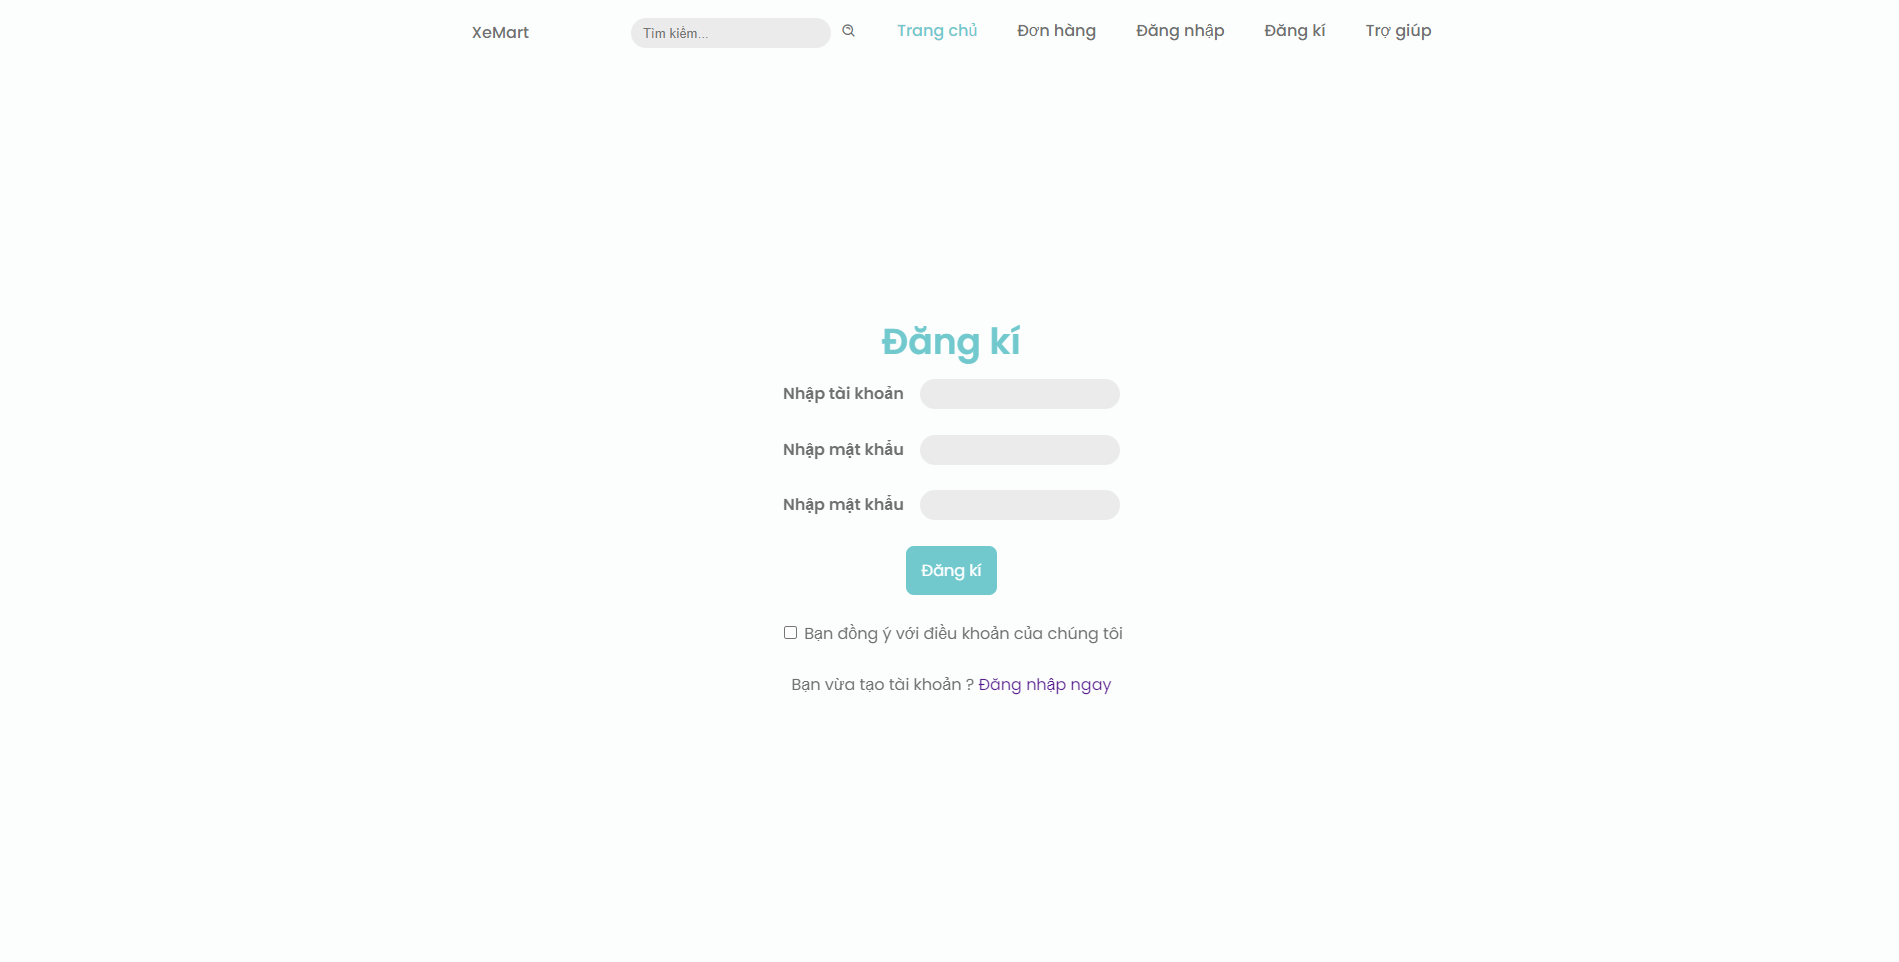 XeMart Tìm kiếm... Trang chủ Đơn hàng Đăng nhập Đăng kí Trợ giúp
Đăng kí
Nhập tài khoản
Nhập mật khẩu
Nhập mật khẩu
Đăng kí
Bạn đồng ý với điều khoản của chúng tôi
Bạn vừa tạo tài khoản ? Đăng nhập ngay